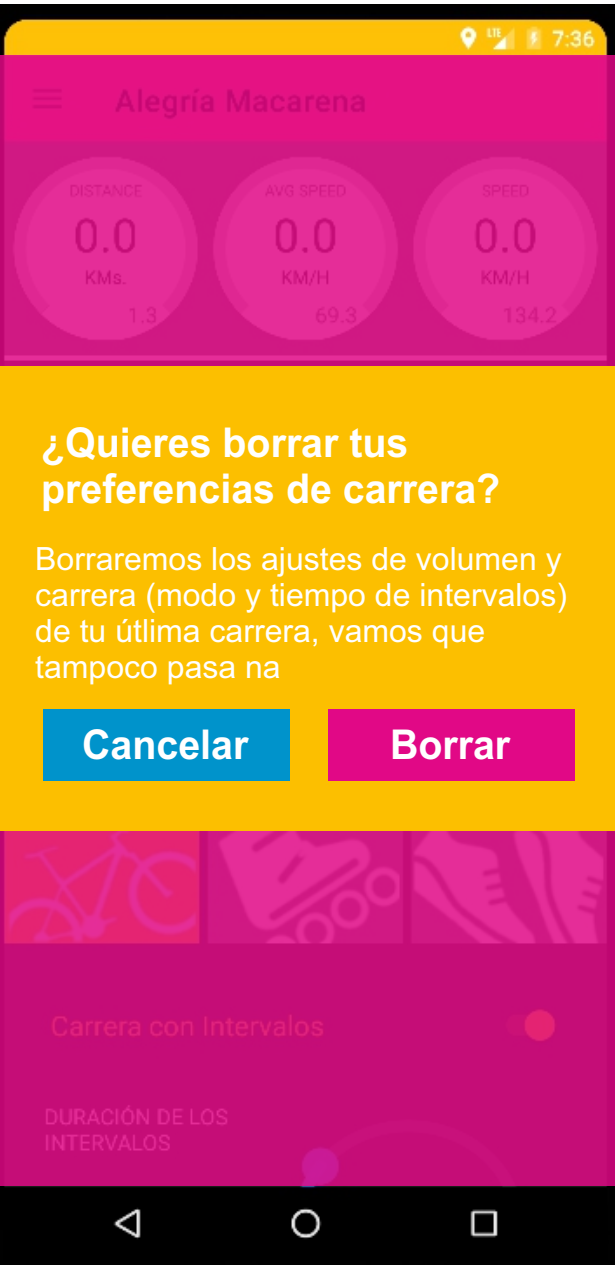 LTE 7:36
Alegría Macarena
DISTANCE AVG SPEED SPEED
0.0 0.0 0.0
KMs. KM/H KM/H
1.3 69.3 134.2
¿Quieres borrar tus
preferencias de carrera?
Borraremos los ajustes de volumen y
carrera (modo y tiempo de intervalos)
de tu útlima carrera, vamos que
tampoco pasa na
Cancelar Borrar
Carrera con Intervalos
DURACIÓN DE LOS
INTERVALOS